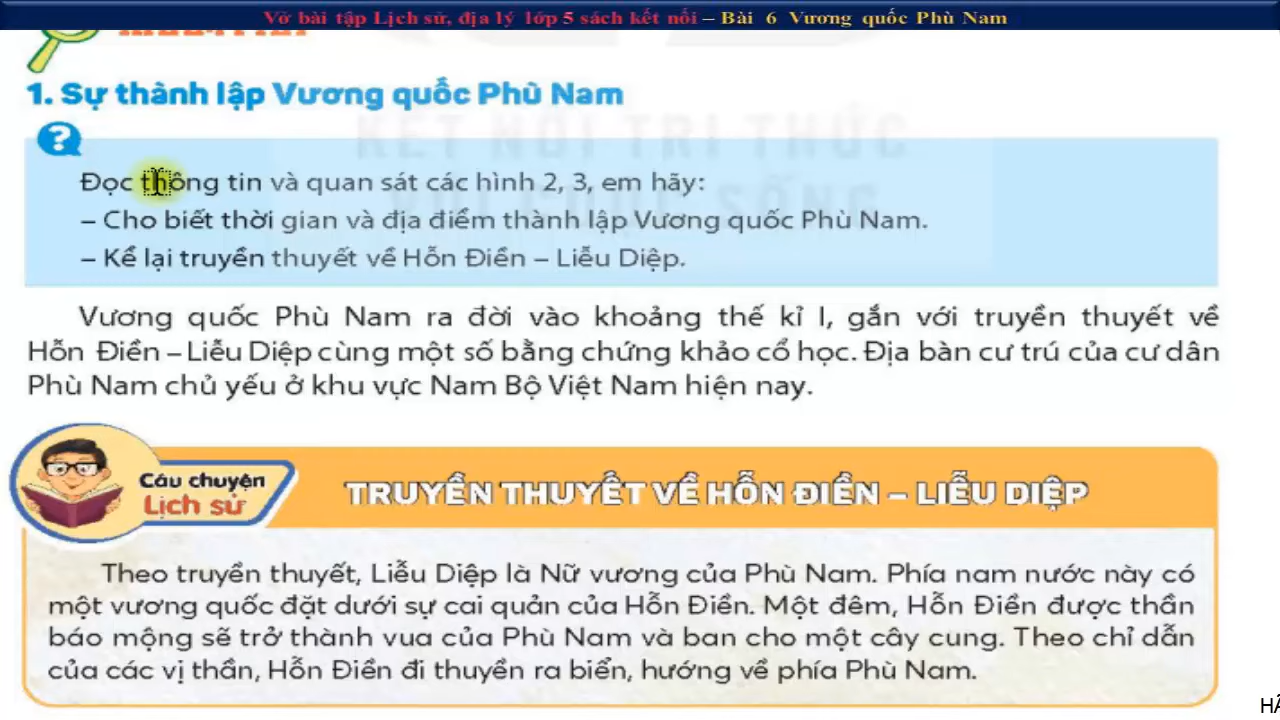 Vở bài tập Lịch sử, địa lý lớp 5 sách kết nối – Bài 6 Vương quốc Phù Nam
1. Sự thành lập Vương quốc Phù Nam
KẾT NỐI TRI THỨC
VỚI CUỘC SỐNG
?
Đọc thông tin và quan sát các hình 2, 3, em hãy:
– Cho biết thời gian và địa điểm thành lập Vương quốc Phù Nam.
– Kể lại truyền thuyết về Hỗn Điền – Liễu Diệp.
Vương quốc Phù Nam ra đời vào khoảng thế kỉ I, gắn với truyền thuyết về
Hỗn Điền – Liễu Diệp cùng một số bằng chứng khảo cổ học. Địa bàn cư trú của cư dân
Phù Nam chủ yếu ở khu vực Nam Bộ Việt Nam hiện nay.
Câu chuyện
Lịch sử
TRUYỀN THUYẾT VỀ HỖN ĐIỀN – LIỄU DIỆP
Theo truyền thuyết, Liễu Diệp là Nữ vương của Phù Nam. Phía nam nước này có
một vương quốc đặt dưới sự cai quản của Hỗn Điền. Một đêm, Hỗn Điền được thần
báo mộng sẽ trở thành vua của Phù Nam và ban cho một cây cung. Theo chỉ dẫn
của các vị thần, Hỗn Điền đi thuyền ra biển, hướng về phía Phù Nam.